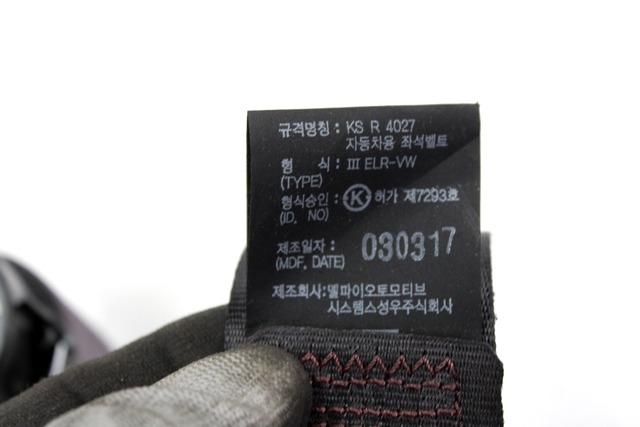 규격명칭 : KS R 4027
자동차용 좌석벨트
형 식 : III ELR-VW
(TYPE)
형식승인 : K 허가 제7293호
(ID. NO)
제조일자 : 030317
(MDF. DATE)
제조회사:델파이오토모티브
시스템스성우주식회사